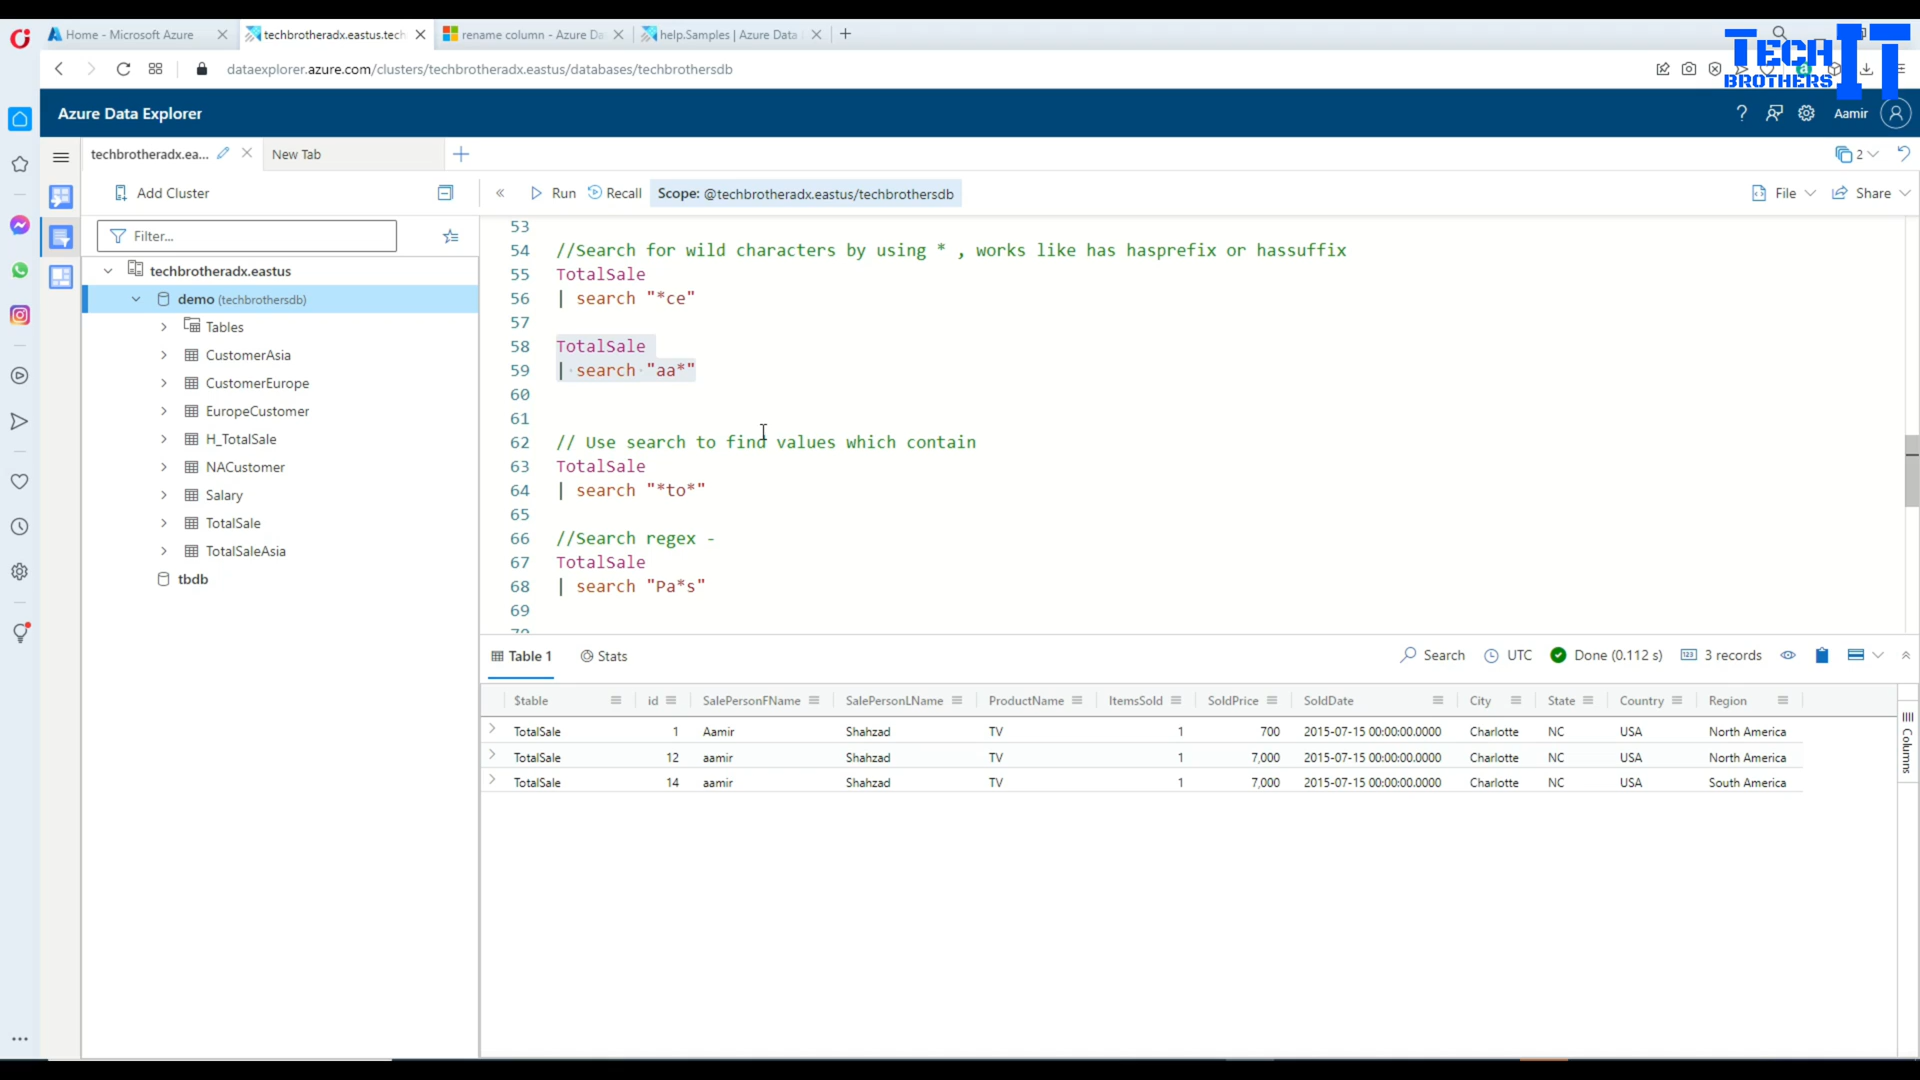 Home - Microsoft Azure
techbrotheradx.eastus.tech
rename column - Azure Da
help.Samples | Azure Data
TECH BROTHERS IT
dataexplorer.azure.com/clusters/techbrotheradx.eastus/databases/techbrothersdb
Azure Data Explorer
Aamir
techbrotheradx.ea...
New Tab
2
Add Cluster
Run
Recall
Scope: @techbrotheradx.eastus/techbrothersdb
File
Share
Filter...
techbrotheradx.eastus
demo (techbrothersdb)
Tables
CustomerAsia
CustomerEurope
EuropeCustomer
H_TotalSale
NACustomer
Salary
TotalSale
TotalSaleAsia
tbdb
53
54 //Search for wild characters by using * , works like has hasprefix or hassuffix
55 TotalSale
56 | search "*ce"
57
58 TotalSale
59 | search "aa*"
60
61
62 // Use search to find values which contain
63 TotalSale
64 | search "*to*"
65
66 //Search regex -
67 TotalSale
68 | search "Pa*s"
69
70
Table 1 Stats Search UTC Done (0.112 s) 3 records
$table id SalePersonFName SalePersonLName ProductName ItemsSold SoldPrice SoldDate City State Country Region
TotalSale 1 Aamir Shahzad TV 1 700 2015-07-15 00:00:00.0000 Charlotte NC USA North America
TotalSale 12 aamir Shahzad TV 1 7,000 2015-07-15 00:00:00.0000 Charlotte NC USA North America
TotalSale 14 aamir Shahzad TV 1 7,000 2015-07-15 00:00:00.0000 Charlotte NC USA South America
Columns